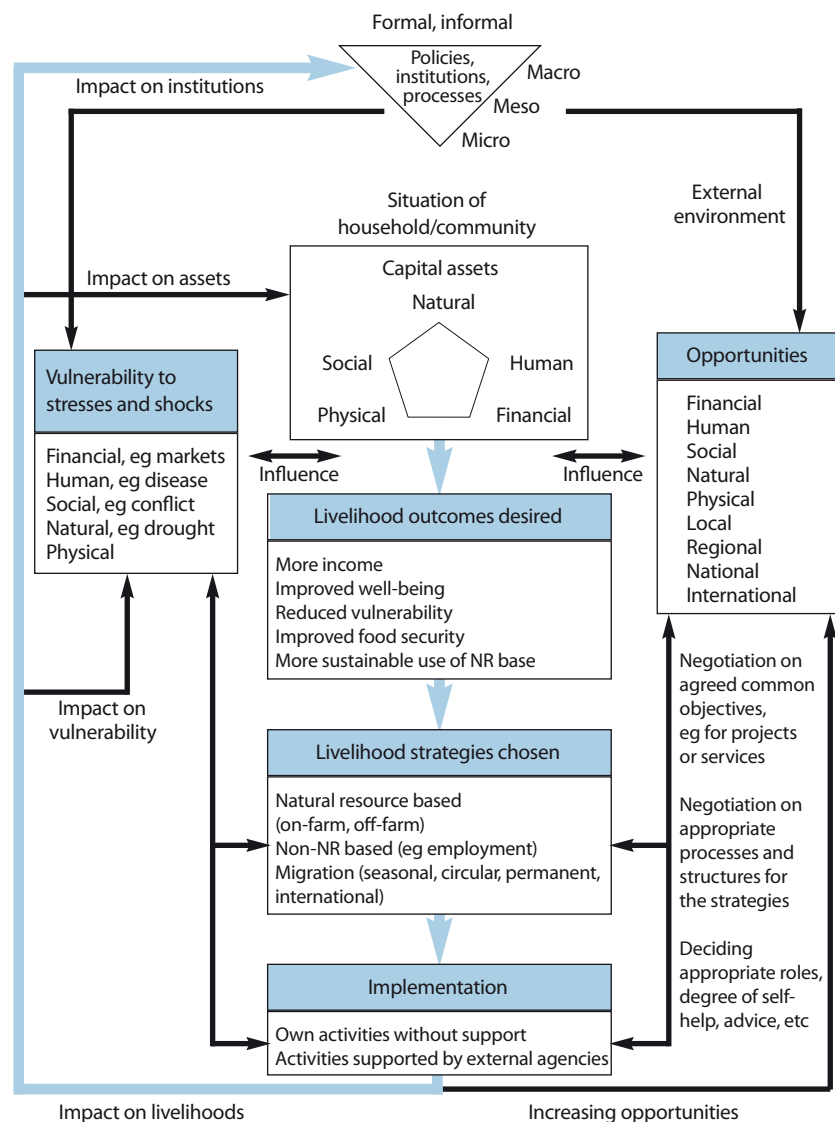 Formal, informal
Policies,
institutions,
processes
Macro
Meso
Micro
Impact on institutions
External
environment
Situation of
household/community
Impact on assets
Capital assets
Natural
Social
Human
Physical
Financial
Vulnerability to
stresses and shocks
Financial, eg markets
Human, eg disease
Social, eg conflict
Natural, eg drought
Physical
Influence
Influence
Opportunities
Financial
Human
Social
Natural
Physical
Local
Regional
National
International
Livelihood outcomes desired
More income
Improved well-being
Reduced vulnerability
Improved food security
More sustainable use of NR base
Impact on
vulnerability
Negotiation on
agreed common
objectives,
eg for projects
or services
Livelihood strategies chosen
Natural resource based
(on-farm, off-farm)
Non-NR based (eg employment)
Migration (seasonal, circular, permanent,
international)
Negotiation on
appropriate
processes and
structures for
the strategies
Implementation
Own activities without support
Activities supported by external agencies
Deciding
appropriate roles,
degree of self-
help, advice, etc
Impact on livelihoods
Increasing opportunities